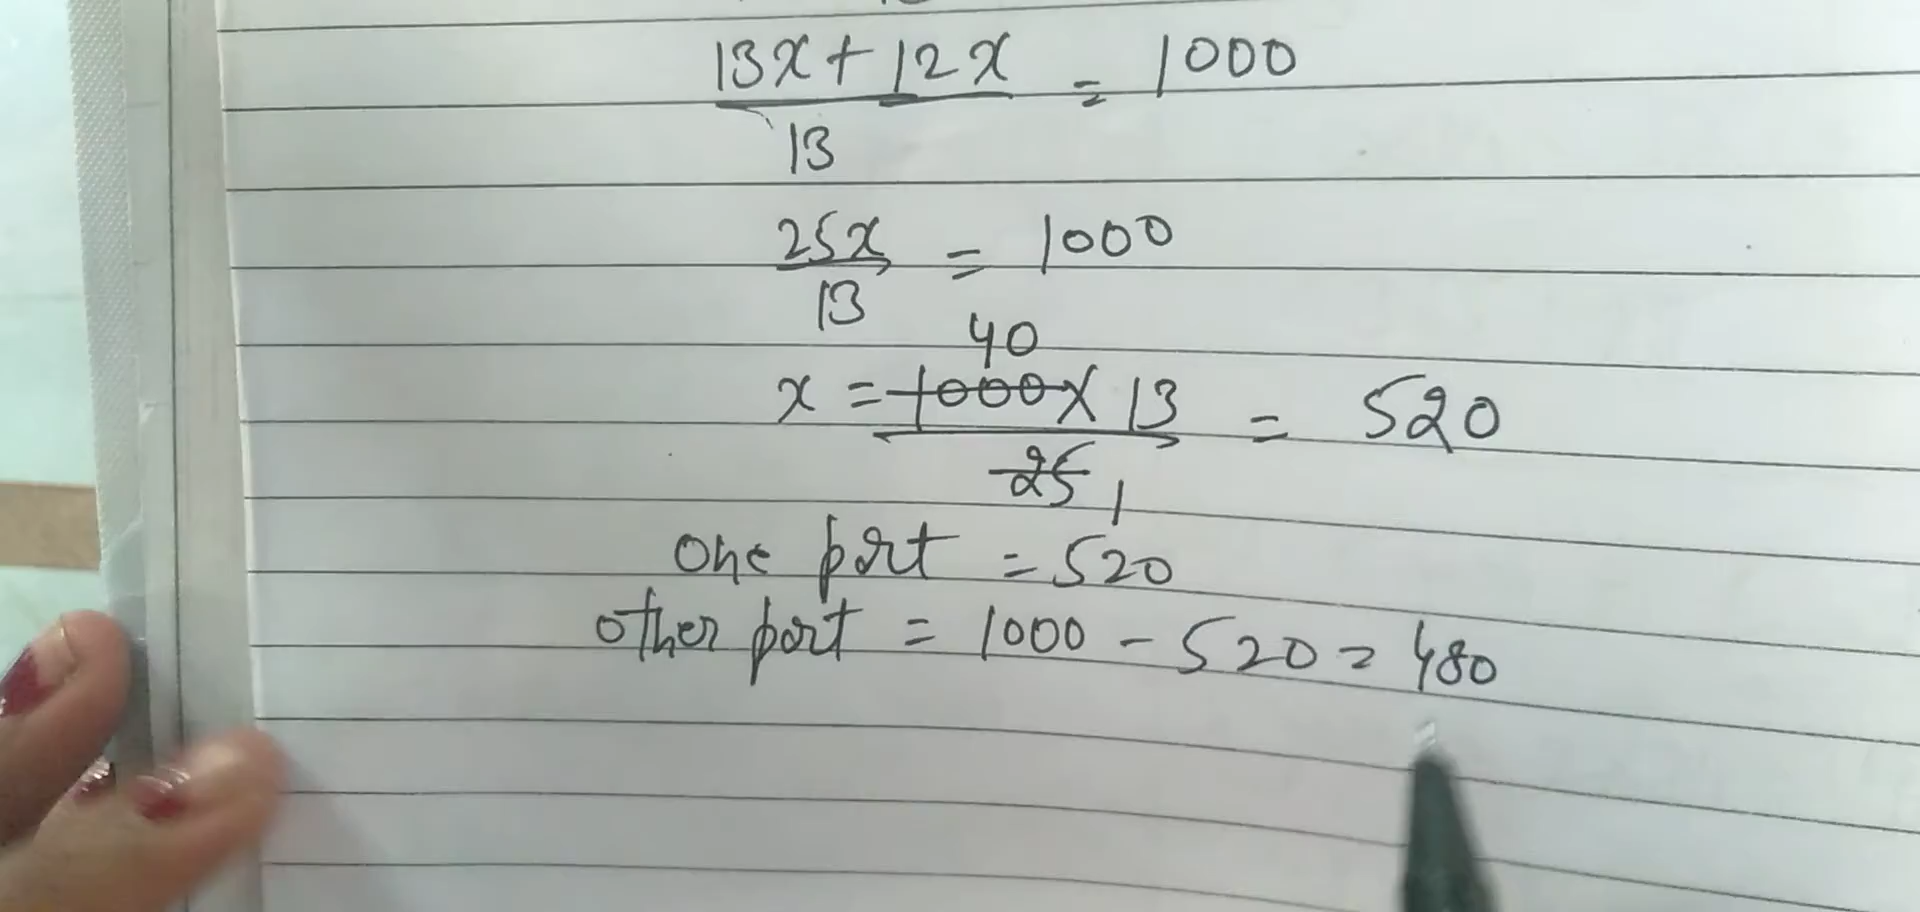 13x + 12x = 1000
13
25x = 1000
13
40
x = 1000 x 13 = 520
25 1
One part = 520
Other part = 1000 - 520 = 480